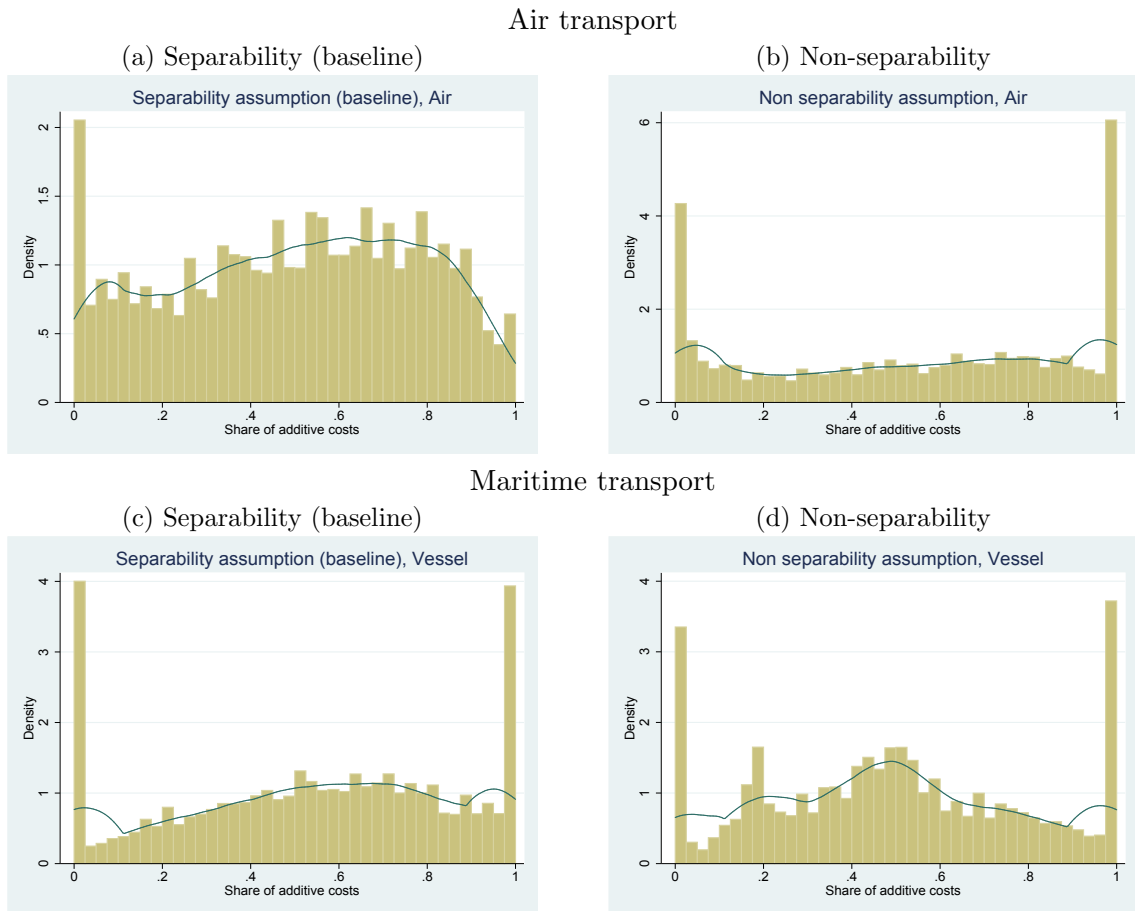 Air transport
(a) Separability (baseline)
(b) Non-separability
Separability assumption (baseline), Air
Density
0
.5
1
1.5
2
0
.2
.4
.6
.8
1
Share of additive costs
Non separability assumption, Air
Density
0
2
4
6
0
.2
.4
.6
.8
1
Share of additive costs
Maritime transport
(c) Separability (baseline)
(d) Non-separability
Separability assumption (baseline), Vessel
Density
0
1
2
3
4
0
.2
.4
.6
.8
1
Share of additive costs
Non separability assumption, Vessel
Density
0
1
2
3
4
0
.2
.4
.6
.8
1
Share of additive costs